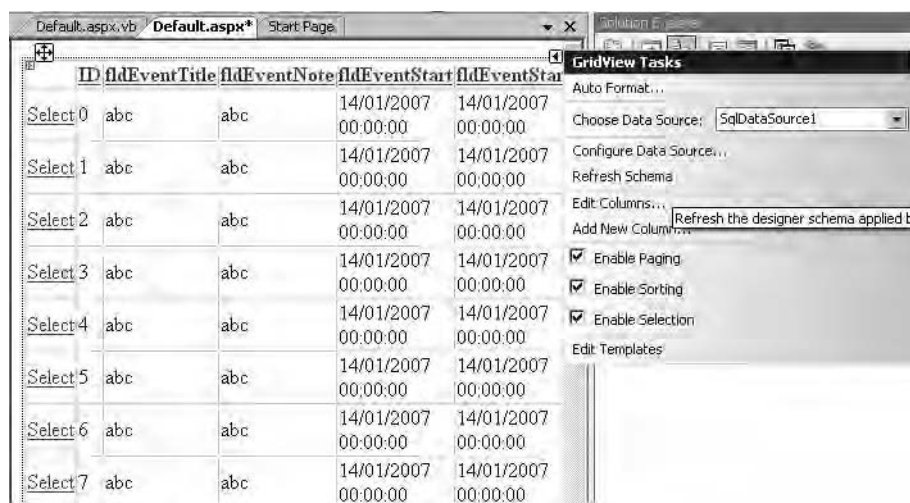 Default.aspx.vb Default.aspx* Start Page
Solution E
GridView Tasks
Auto Format...
Choose Data Source: SqlDataSource1
Configure Data Source...
Refresh Schema
Edit Columns...
Refresh the designer schema applied b
Add New Column...
Enable Paging
Enable Sorting
Enable Selection
Edit Templates
ID fldEventTitle fldEventNote fldEventStart fldEventStar
Select 0 abc abc 14/01/2007 14/01/2007
00:00:00 00:00:00
Select 1 abc abc 14/01/2007 14/01/2007
00:00:00 00:00:00
Select 2 abc abc 14/01/2007 14/01/2007
00:00:00 00:00:00
Select 3 abc abc 14/01/2007 14/01/2007
00:00:00 00:00:00
Select 4 abc abc 14/01/2007 14/01/2007
00:00:00 00:00:00
Select 5 abc abc 14/01/2007 14/01/2007
00:00:00 00:00:00
Select 6 abc abc 14/01/2007 14/01/2007
00:00:00 00:00:00
Select 7 abc abc 14/01/2007 14/01/2007
00:00:00 00:00:00